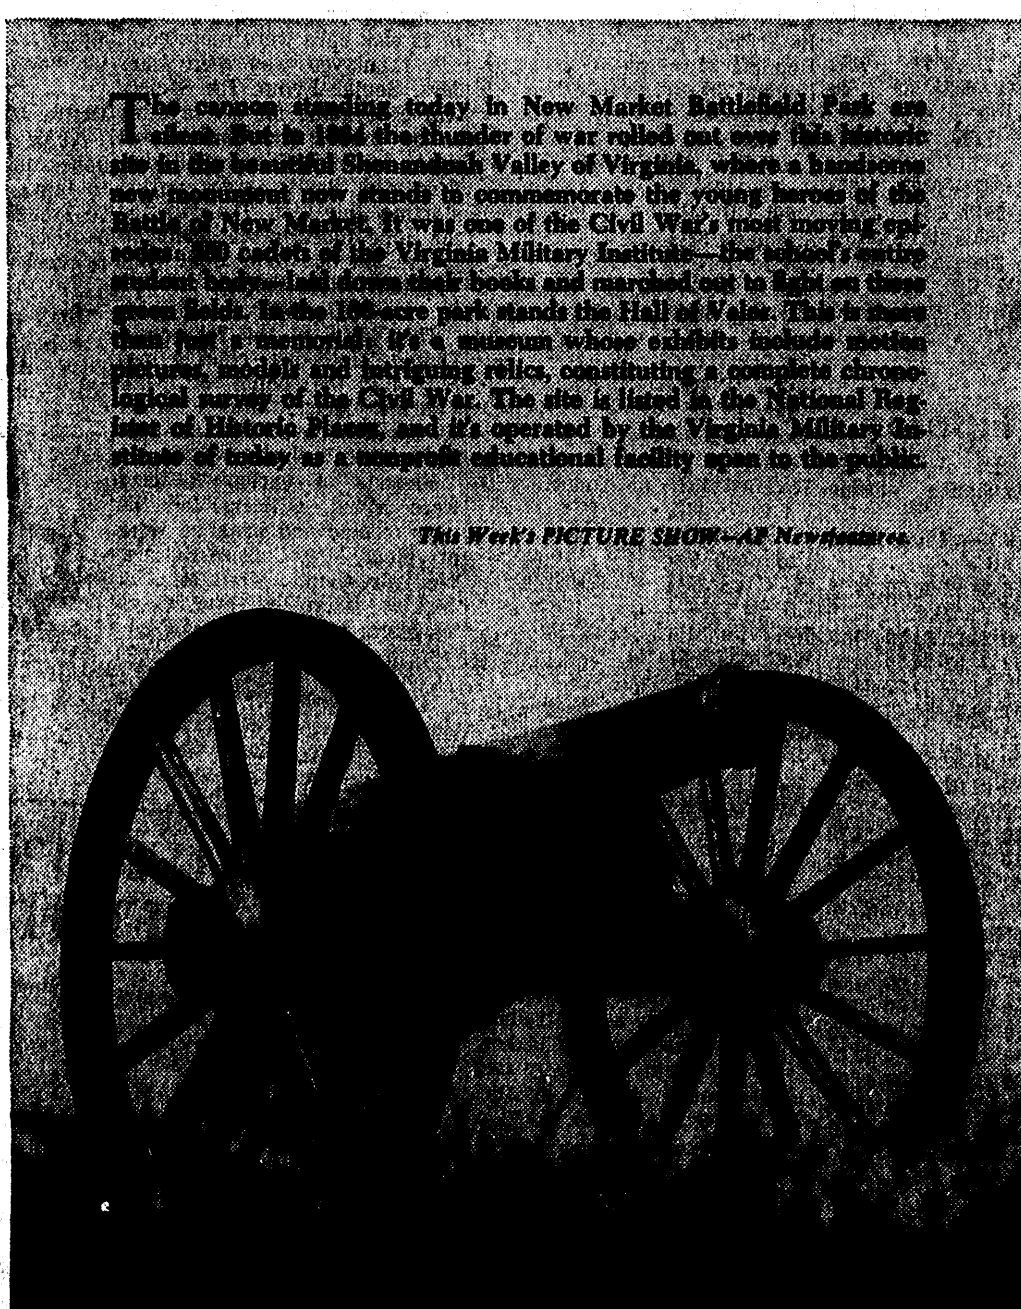 The cannon standing today in New Market Battlefield Park are
silent. But in 1864 the thunder of war rolled out over this historic
site in the beautiful Shenandoah Valley of Virginia, where a handsome
new monument now stands to commemorate the young heroes of the
Battle of New Market. It was one of the Civil War's most moving epi-
sodes: cadets of the Virginia Military Institute—the school's entire
student body—laid down their books and marched out to fight on these
green fields. In the acre park stands the Hall of Valor. This is more
than just a memorial; it's a museum whose exhibits include motion
pictures, models and intriguing relics, constituting a complete chrono-
logical survey of the Civil War. The site is listed in the National Reg-
ister of Historic Places, and it's operated by the Virginia Military In-
stitute of today as a nonprofit educational facility open to the public.
This Week's PICTURE SHOW—AP Newsfeatures.